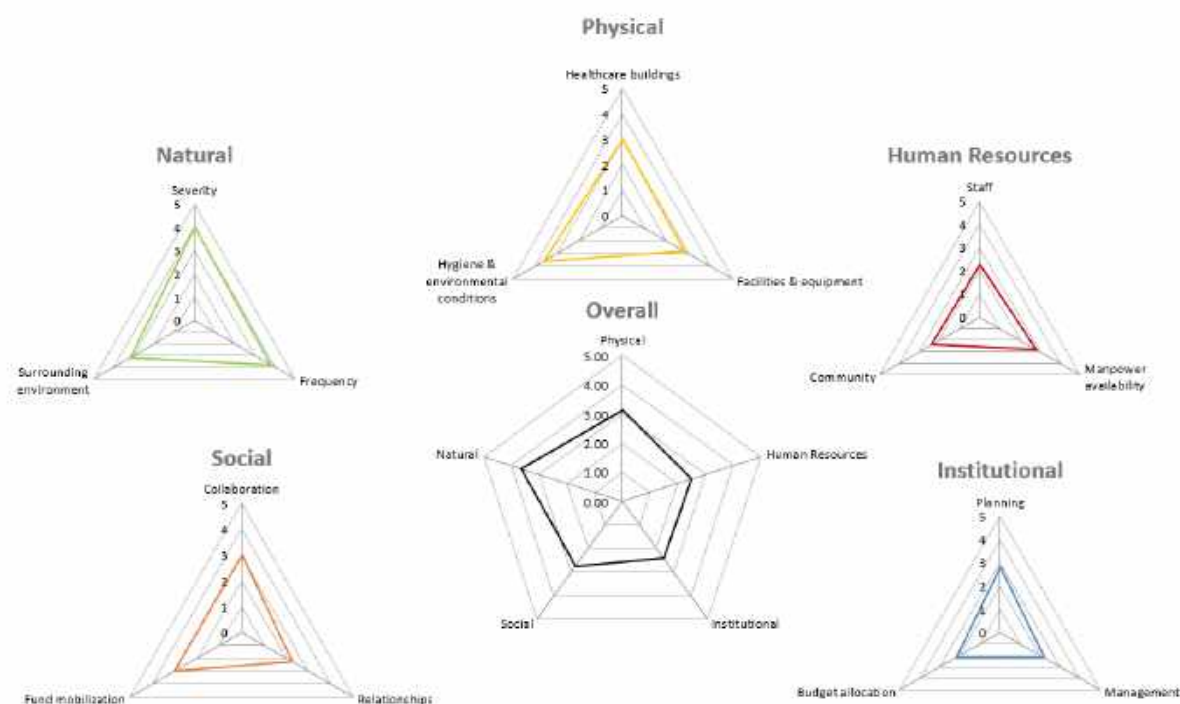 Physical
Healthcare buildings
5
4
3
2
1
0
Hygiene &
environmental
conditions
Facilities & equipment
Natural
Severity
5
4
3
2
1
0
Surrounding
environment
Frequency
Human Resources
Staff
5
4
3
2
1
0
Community
Manpower
availability
Overall
Physical
5.00
4.00
3.00
2.00
1.00
0.00
Natural
Human Resources
Social
Institutional
Social
Collaboration
5
4
3
2
1
0
Fund mobilization
Relationships
Institutional
Planning
5
4
3
2
1
0
Budget allocation
Management